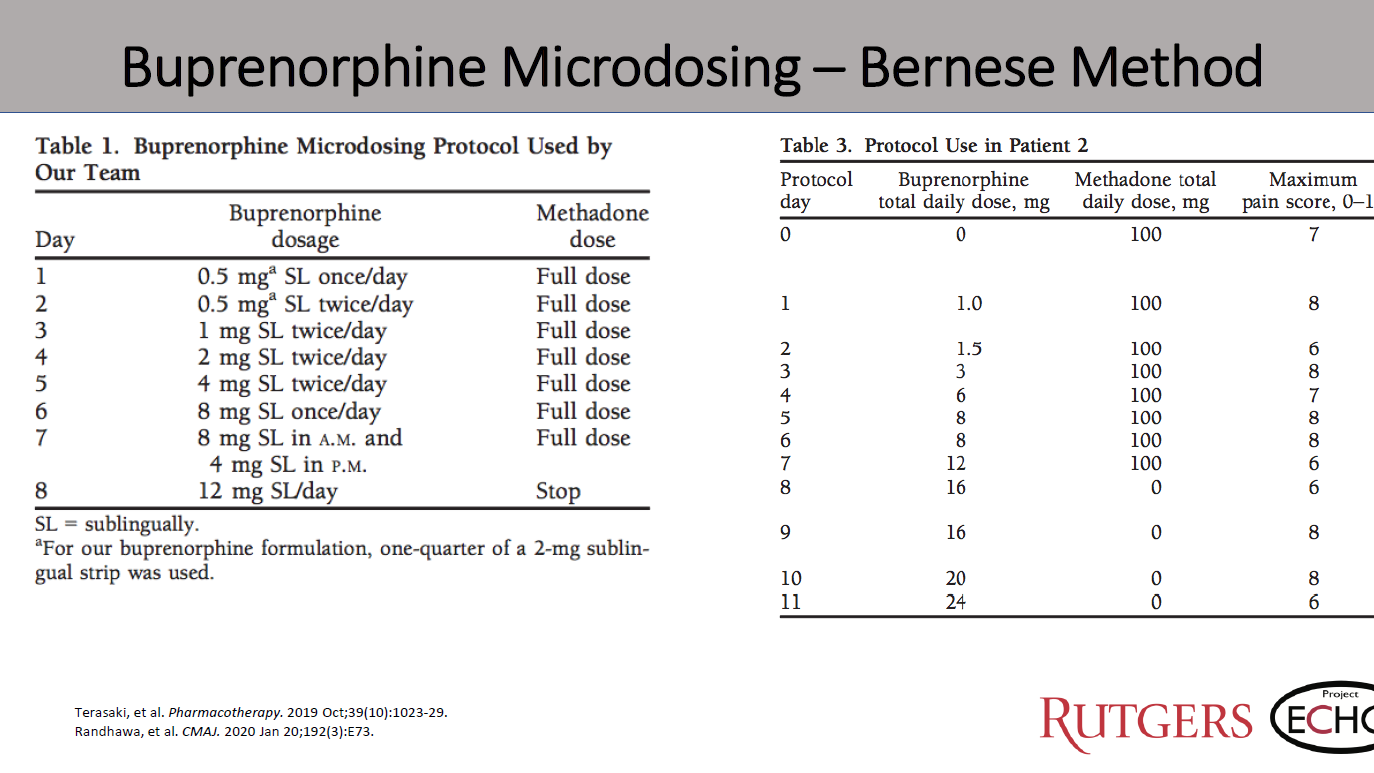 Buprenorphine Microdosing – Bernese Method
Table 1. Buprenorphine Microdosing Protocol Used by
Our Team
Day Buprenorphine dosage Methadone dose
1 0.5 mgᵃ SL once/day Full dose
2 0.5 mgᵃ SL twice/day Full dose
3 1 mg SL twice/day Full dose
4 2 mg SL twice/day Full dose
5 4 mg SL twice/day Full dose
6 8 mg SL once/day Full dose
7 8 mg SL in A.M. and Full dose
4 mg SL in P.M.
8 12 mg SL/day Stop
SL = sublingually.
ᵃFor our buprenorphine formulation, one-quarter of a 2-mg sublin-
gual strip was used.
Table 3. Protocol Use in Patient 2
Protocol Buprenorphine Methadone total Maximum
day total daily dose, mg daily dose, mg pain score, 0–1
0 0 100 7
1 1.0 100 8
2 1.5 100 6
3 3 100 8
4 6 100 7
5 8 100 8
6 8 100 8
7 12 100 6
8 16 0 6
9 16 0 8
10 20 0 8
11 24 0 6
Terasaki, et al. Pharmacotherapy. 2019 Oct;39(10):1023-29.
Randhawa, et al. CMAJ. 2020 Jan 20;192(3):E73.
RUTGERS
Project
ECHO